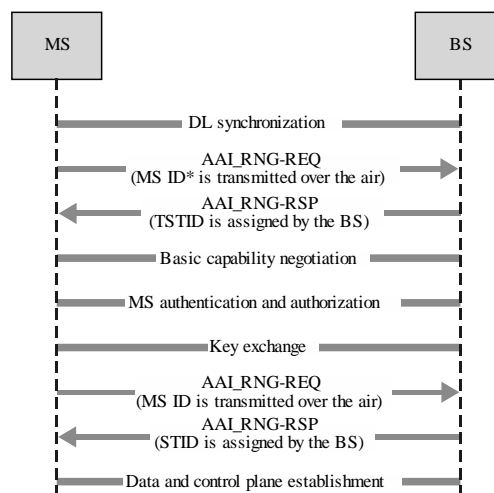 MS
BS
DL synchronization
AAI_RNG-REQ
(MS ID* is transmitted over the air)
AAI_RNG-RSP
(TSTID is assigned by the BS)
Basic capability negotiation
MS authentication and authorization
Key exchange
AAI_RNG-REQ
(MS ID is transmitted over the air)
AAI_RNG-RSP
(STID is assigned by the BS)
Data and control plane establishment